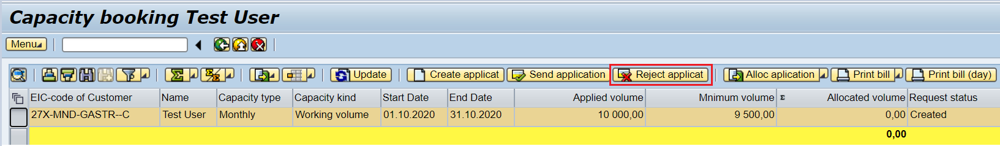 Capacity booking Test User
Menu
Update Create applicat Send application Reject applicat Alloc aplication Print bill Print bill (day)
EIC-code of Customer Name Capacity type Capacity kind Start Date End Date Applied volume Mnimum volume Σ Allocated volume Request status
27X-MND-GASTR--C Test User Monthly Working volume 01.10.2020 31.10.2020 10 000,00 9 500,00 0,00 Created
0,00